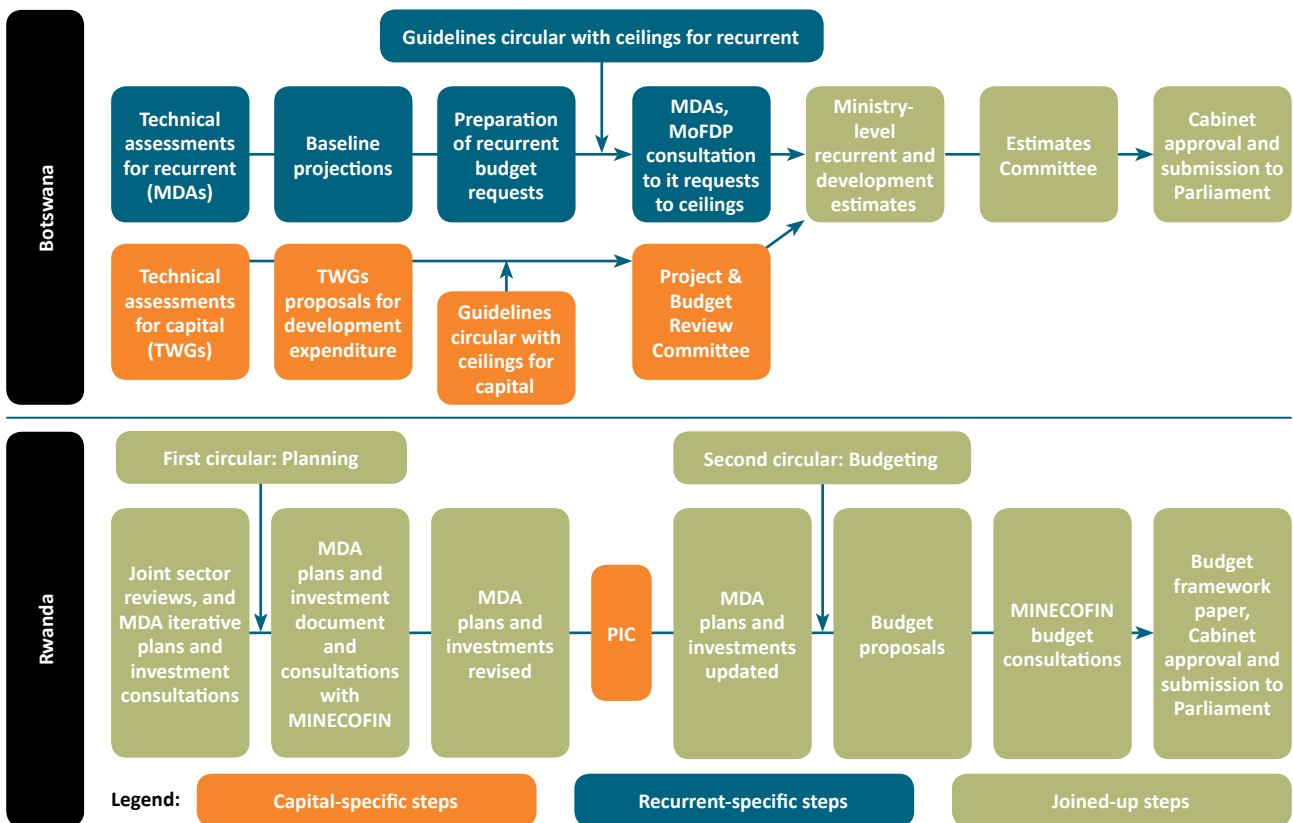 Botswana
Guidelines circular with ceilings for recurrent
Technical
assessments
for recurrent
(MDAs)
Baseline
projections
Preparation
of recurrent
budget
requests
MDAs,
MoFDP
consultation
to it requests
to ceilings
Ministry-
level
recurrent and
development
estimates
Estimates
Committee
Cabinet
approval and
submission to
Parliament
Technical
assessments
for capital
(TWGs)
TWGs
proposals for
development
expenditure
Guidelines
circular with
ceilings for
capital
Project &
Budget
Review
Committee
Rwanda
First circular: Planning
Second circular: Budgeting
Joint sector
reviews, and
MDA iterative
plans and
investment
consultations
MDA
plans and
investment
document
and
consultations
with
MINECOFIN
MDA
plans and
investments
revised
PIC
MDA
plans and
investments
updated
Budget
proposals
MINECOFIN
budget
consultations
Budget
framework
paper,
Cabinet
approval and
submission to
Parliament
Legend:
Capital-specific steps
Recurrent-specific steps
Joined-up steps